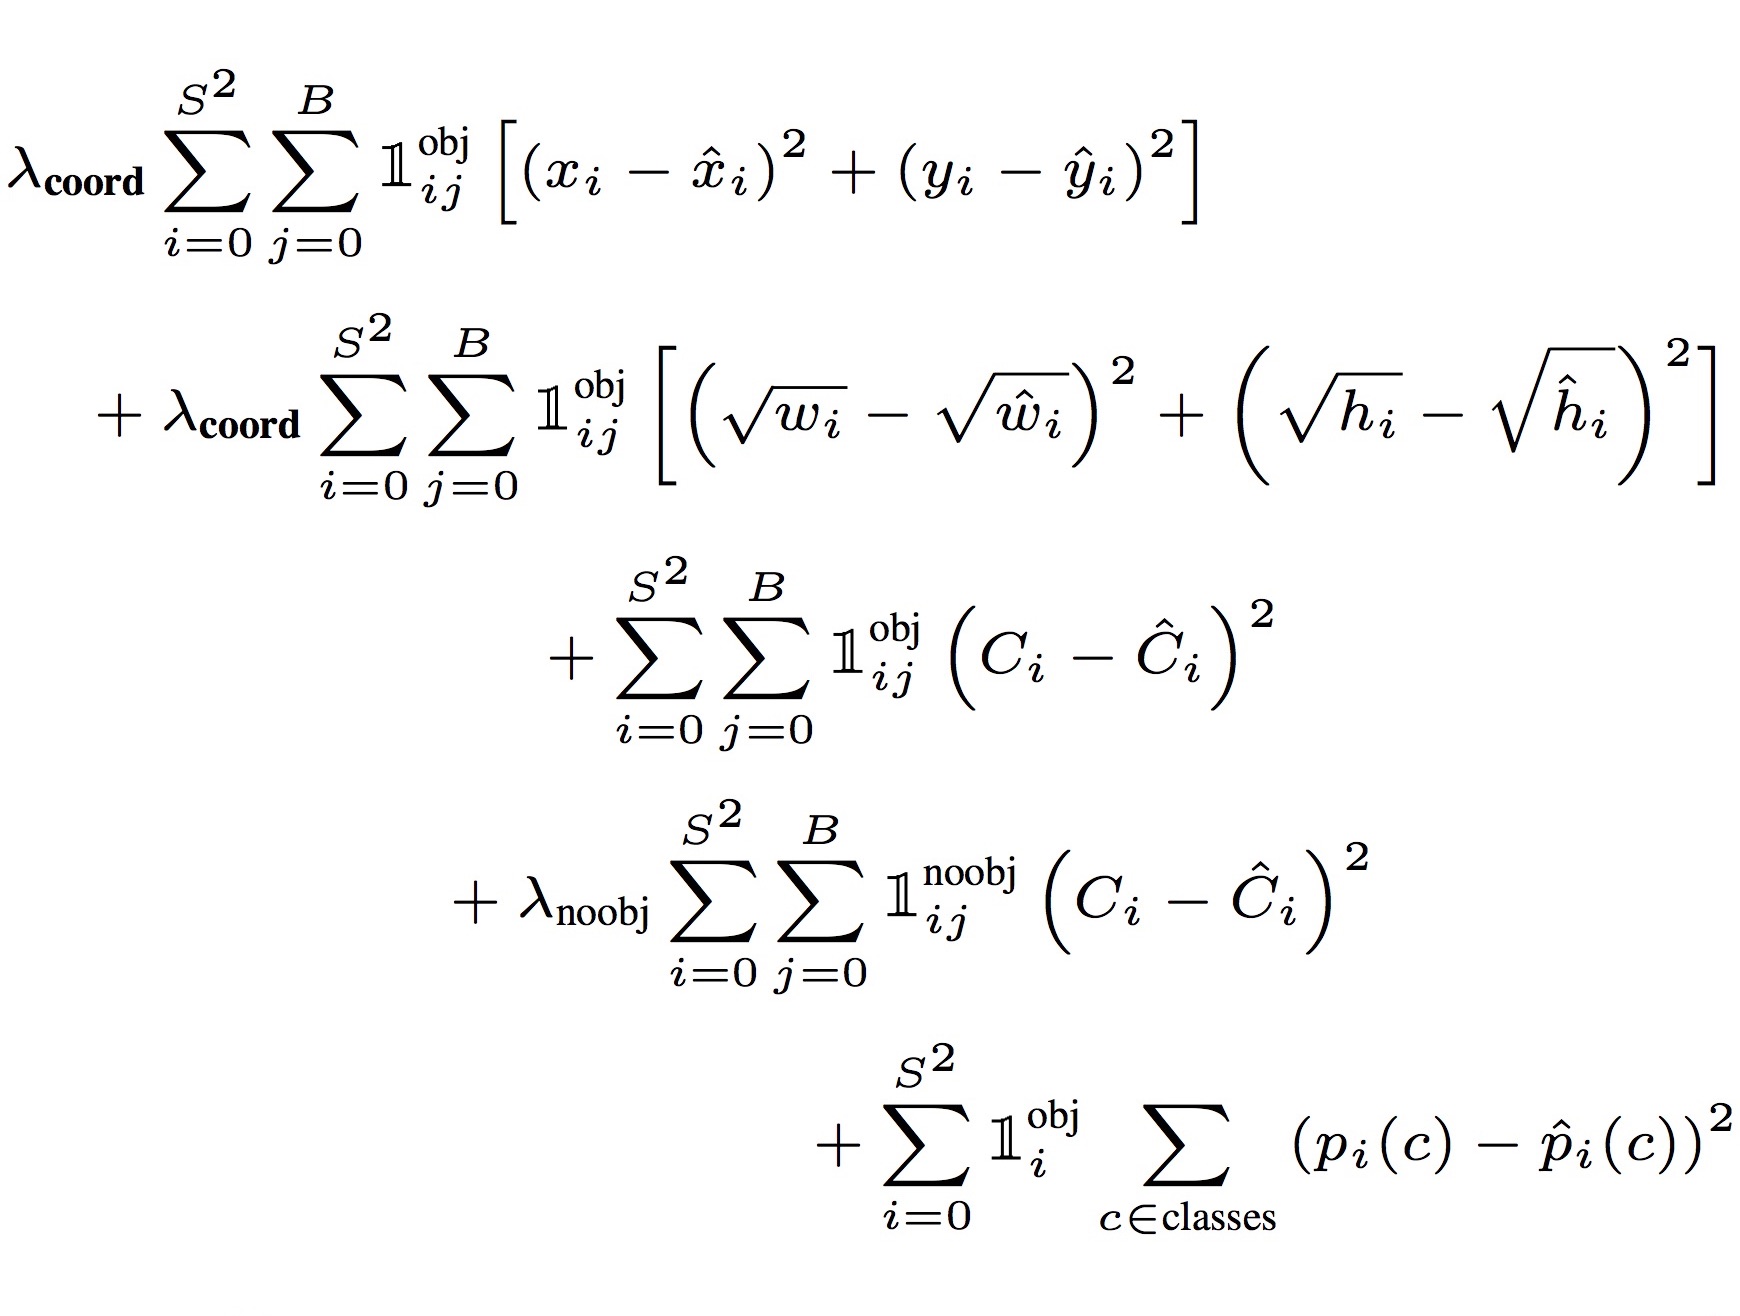 λ_coord ∑_{i=0}^{S^2} ∑_{j=0}^{B} 𝟙_{ij}^{obj} [(x_i − x̂_i)^2 + (y_i − ŷ_i)^2]
+ λ_coord ∑_{i=0}^{S^2} ∑_{j=0}^{B} 𝟙_{ij}^{obj} [(√w_i − √ŵ_i)^2 + (√h_i − √ĥ_i)^2]
+ ∑_{i=0}^{S^2} ∑_{j=0}^{B} 𝟙_{ij}^{obj} (C_i − Ĉ_i)^2
+ λ_noobj ∑_{i=0}^{S^2} ∑_{j=0}^{B} 𝟙_{ij}^{noobj} (C_i − Ĉ_i)^2
+ ∑_{i=0}^{S^2} 𝟙_i^{obj} ∑_{c∈classes} (p_i(c) − p̂_i(c))^2